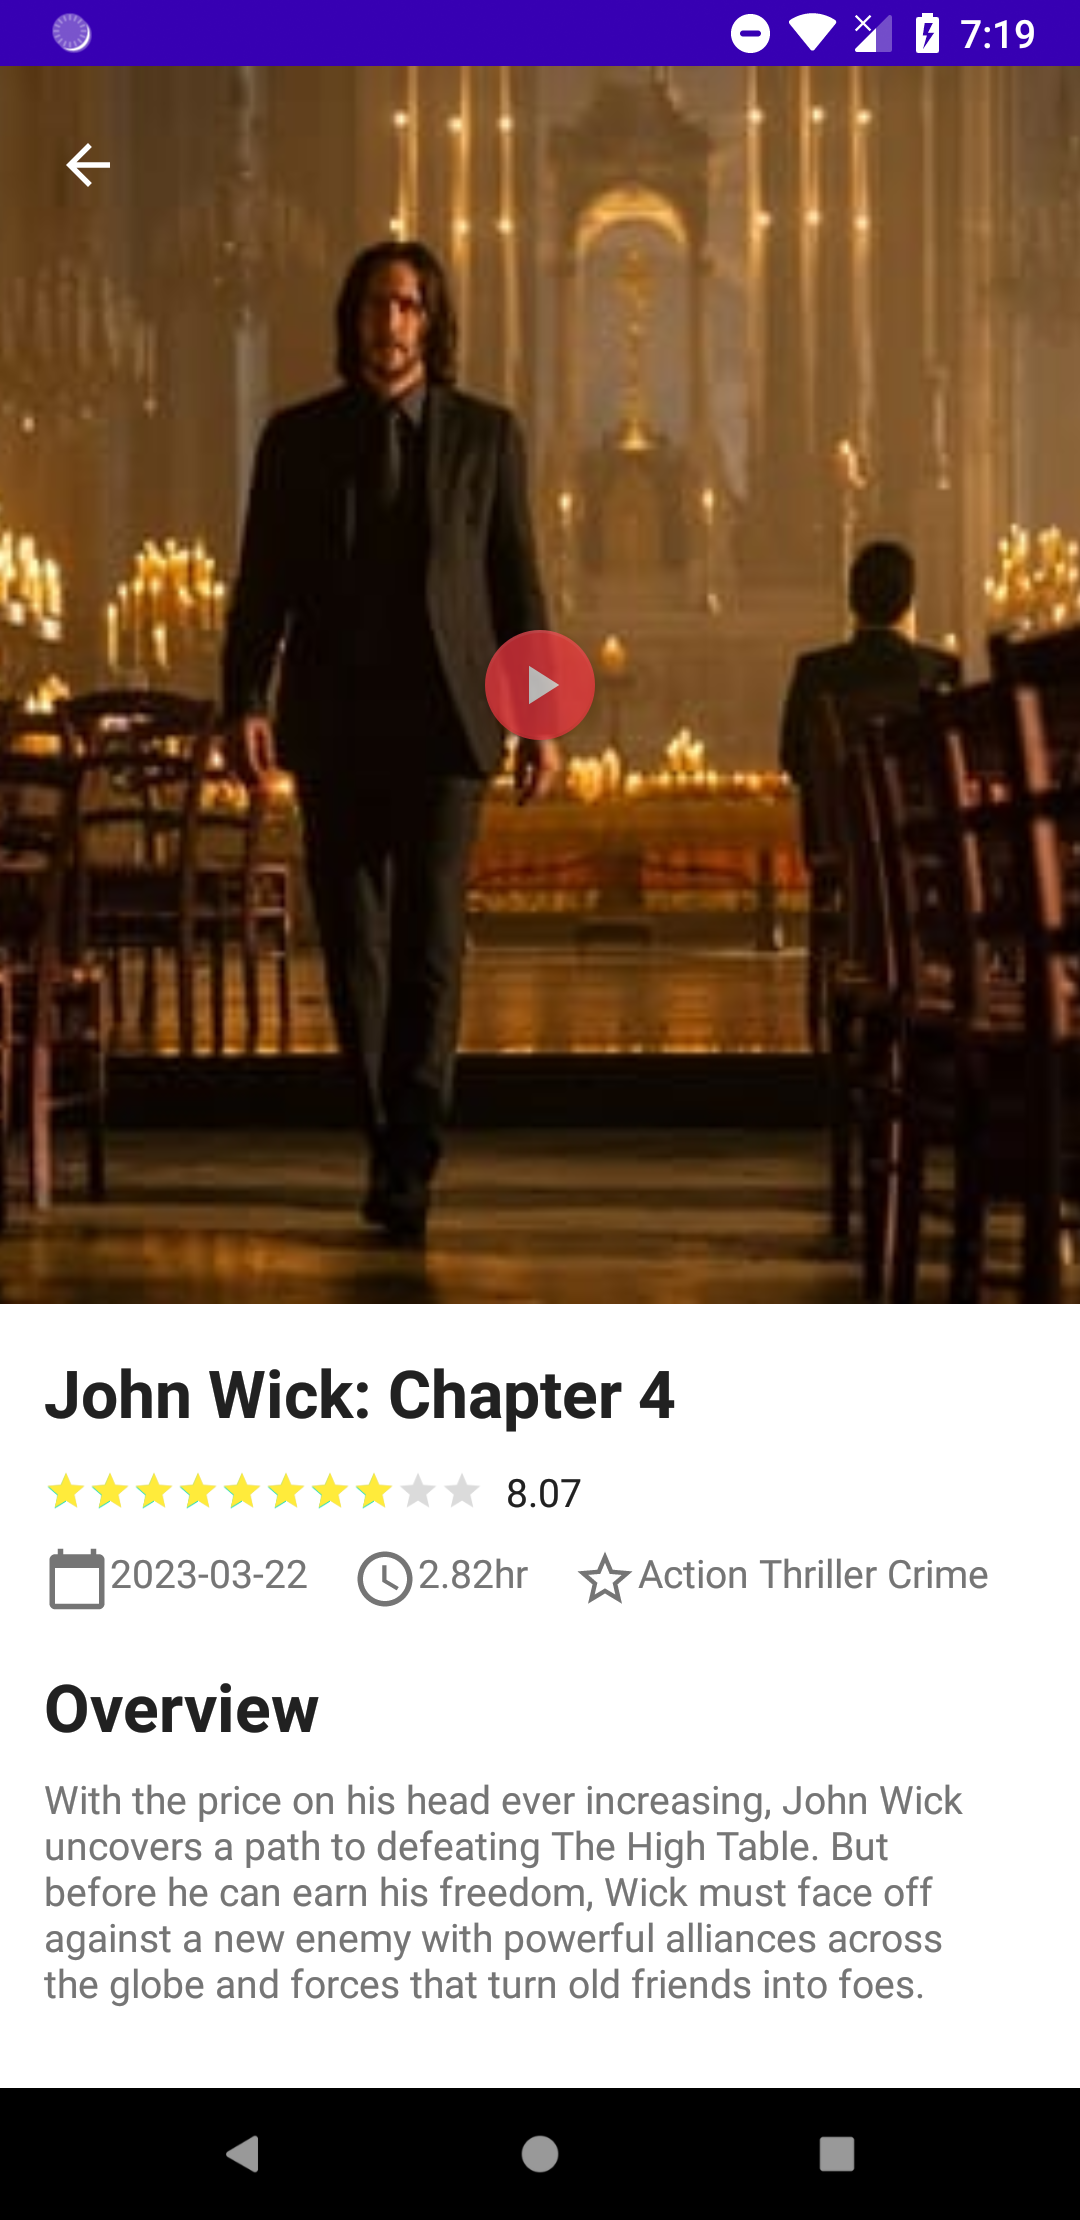 7:19
John Wick: Chapter 4
8.07
2023-03-22 2.82hr Action Thriller Crime
Overview
With the price on his head ever increasing, John Wick
uncovers a path to defeating The High Table. But
before he can earn his freedom, Wick must face off
against a new enemy with powerful alliances across
the globe and forces that turn old friends into foes.